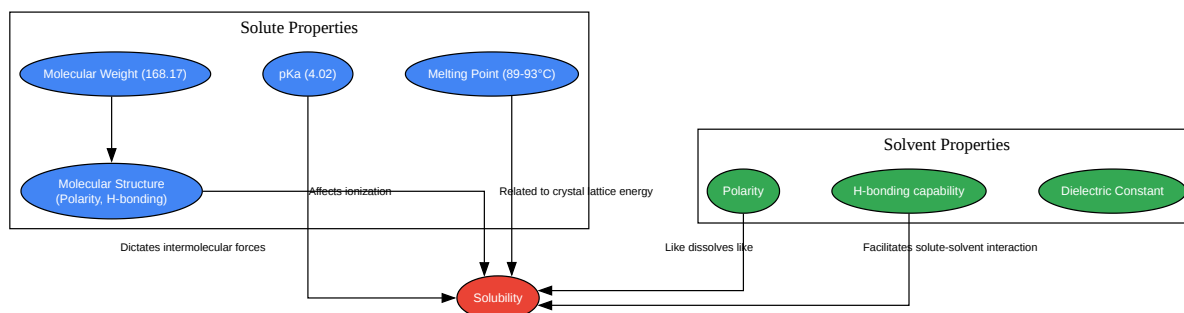 Solute Properties
Molecular Weight (168.17)
pKa (4.02)
Melting Point (89-93°C)
Molecular Structure
(Polarity, H-bonding)
Affects ionization
Related to crystal lattice energy
Dictates intermolecular forces
Solvent Properties
Polarity
H-bonding capability
Dielectric Constant
Like dissolves like
Facilitates solute-solvent interaction
Solubility